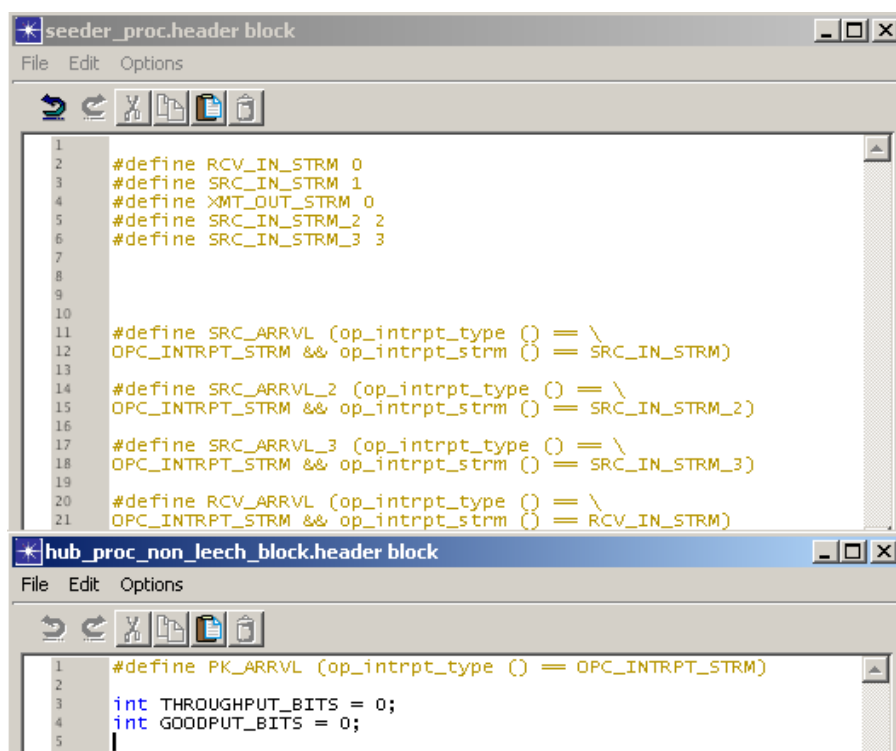 seeder_proc.header block
File Edit Options
1
2 #define RCV_IN_STRM 0
3 #define SRC_IN_STRM 1
4 #define XMT_OUT_STRM 0
5 #define SRC_IN_STRM_2 2
6 #define SRC_IN_STRM_3 3
7
8
9
10
11 #define SRC_ARRVL (op_intrpt_type () == \
12 OPC_INTRPT_STRM && op_intrpt_strm () == SRC_IN_STRM)
13
14 #define SRC_ARRVL_2 (op_intrpt_type () == \
15 OPC_INTRPT_STRM && op_intrpt_strm () == SRC_IN_STRM_2)
16
17 #define SRC_ARRVL_3 (op_intrpt_type () == \
18 OPC_INTRPT_STRM && op_intrpt_strm () == SRC_IN_STRM_3)
19
20 #define RCV_ARRVL (op_intrpt_type () == \
21 OPC_INTRPT_STRM && op_intrpt_strm () == RCV_IN_STRM)
hub_proc_non_leech_block.header block
File Edit Options
1 #define PK_ARRVL (op_intrpt_type () == OPC_INTRPT_STRM)
2
3 int THROUGHPUT_BITS = 0;
4 int GOODPUT_BITS = 0;
5